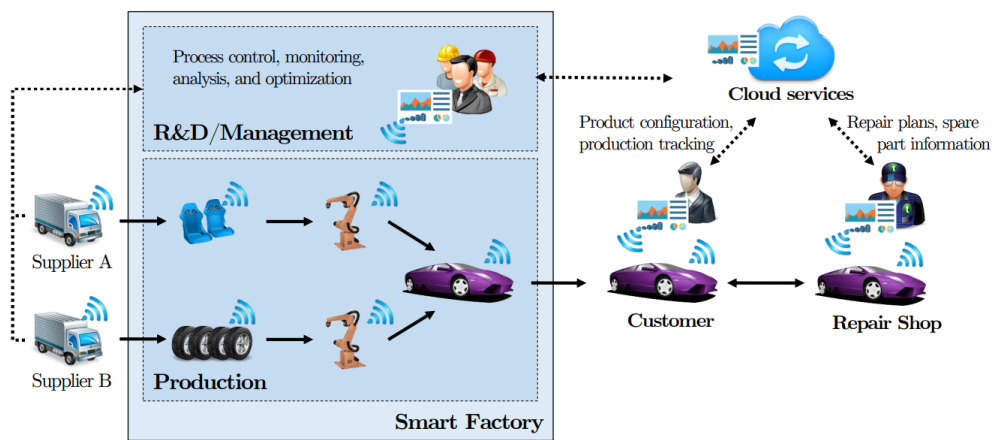 Process control, monitoring,
analysis, and optimization
R&D/Management
Cloud services
Product configuration,
production tracking
Repair plans, spare
part information
Supplier A
Supplier B
Production
Customer
Repair Shop
Smart Factory